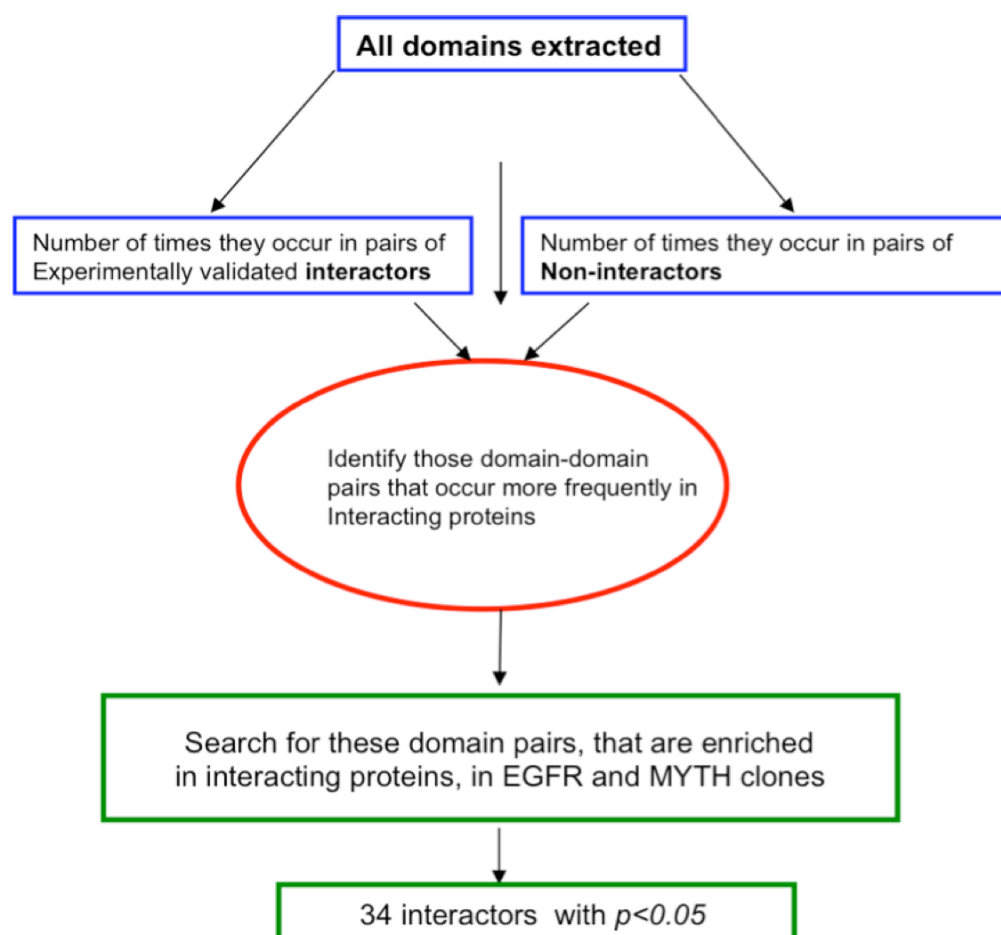 All domains extracted
Number of times they occur in pairs of
Experimentally validated interactors
Number of times they occur in pairs of
Non-interactors
Identify those domain-domain
pairs that occur more frequently in
Interacting proteins
Search for these domain pairs, that are enriched
in interacting proteins, in EGFR and MYTH clones
34 interactors with p<0.05